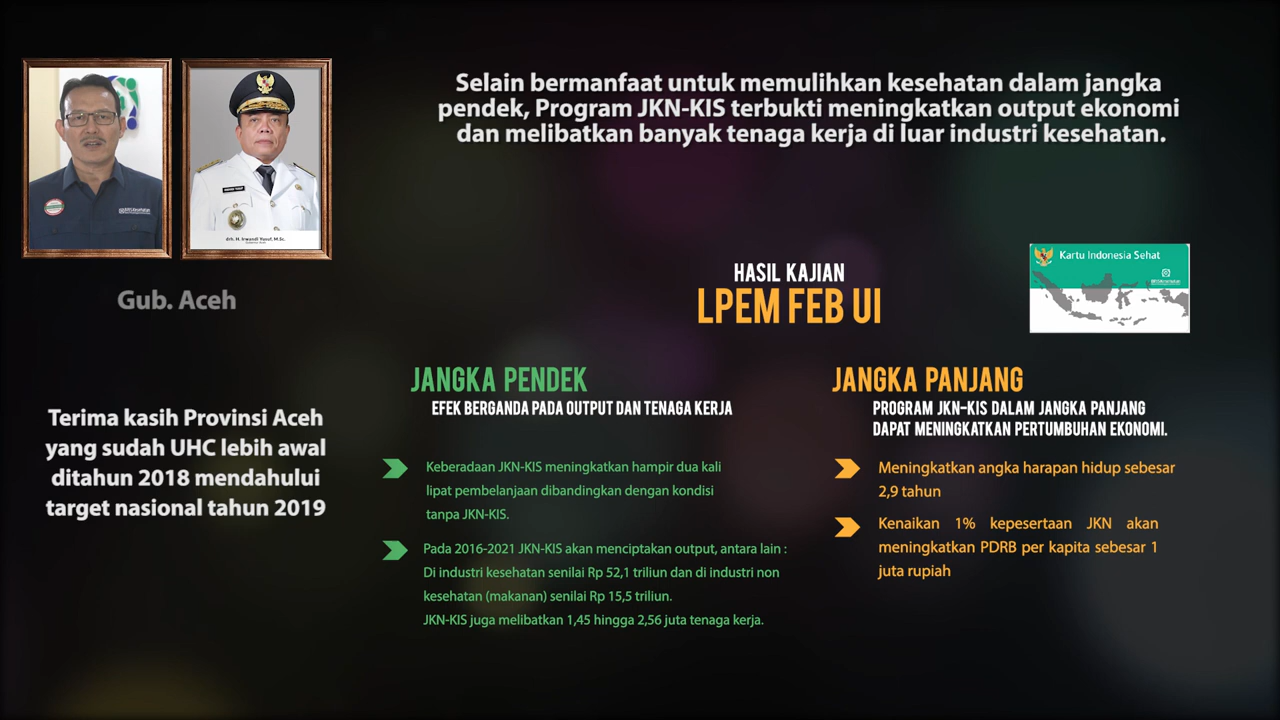 Selain bermanfaat untuk memulihkan kesehatan dalam jangka
pendek, Program JKN-KIS terbukti meningkatkan output ekonomi
dan melibatkan banyak tenaga kerja di luar industri kesehatan.
drh. H. Irwandi Yusuf, M.Sc.
Gub. Aceh
Terima kasih Provinsi Aceh
yang sudah UHC lebih awal
ditahun 2018 mendahului
target nasional tahun 2019
HASIL KAJIAN
LPEM FEB UI
Kartu Indonesia Sehat
JANGKA PENDEK
EFEK BERGANDA PADA OUTPUT DAN TENAGA KERJA
Keberadaan JKN-KIS meningkatkan hampir dua kali
lipat pembelanjaan dibandingkan dengan kondisi
tanpa JKN-KIS.
Pada 2016-2021 JKN-KIS akan menciptakan output, antara lain :
Di industri kesehatan senilai Rp 52,1 triliun dan di industri non
kesehatan (makanan) senilai Rp 15,5 triliun.
JKN-KIS juga melibatkan 1,45 hingga 2,56 juta tenaga kerja.
JANGKA PANJANG
PROGRAM JKN-KIS DALAM JANGKA PANJANG
DAPAT MENINGKATKAN PERTUMBUHAN EKONOMI.
Meningkatkan angka harapan hidup sebesar
2,9 tahun
Kenaikan 1% kepesertaan JKN akan
meningkatkan PDRB per kapita sebesar 1
juta rupiah